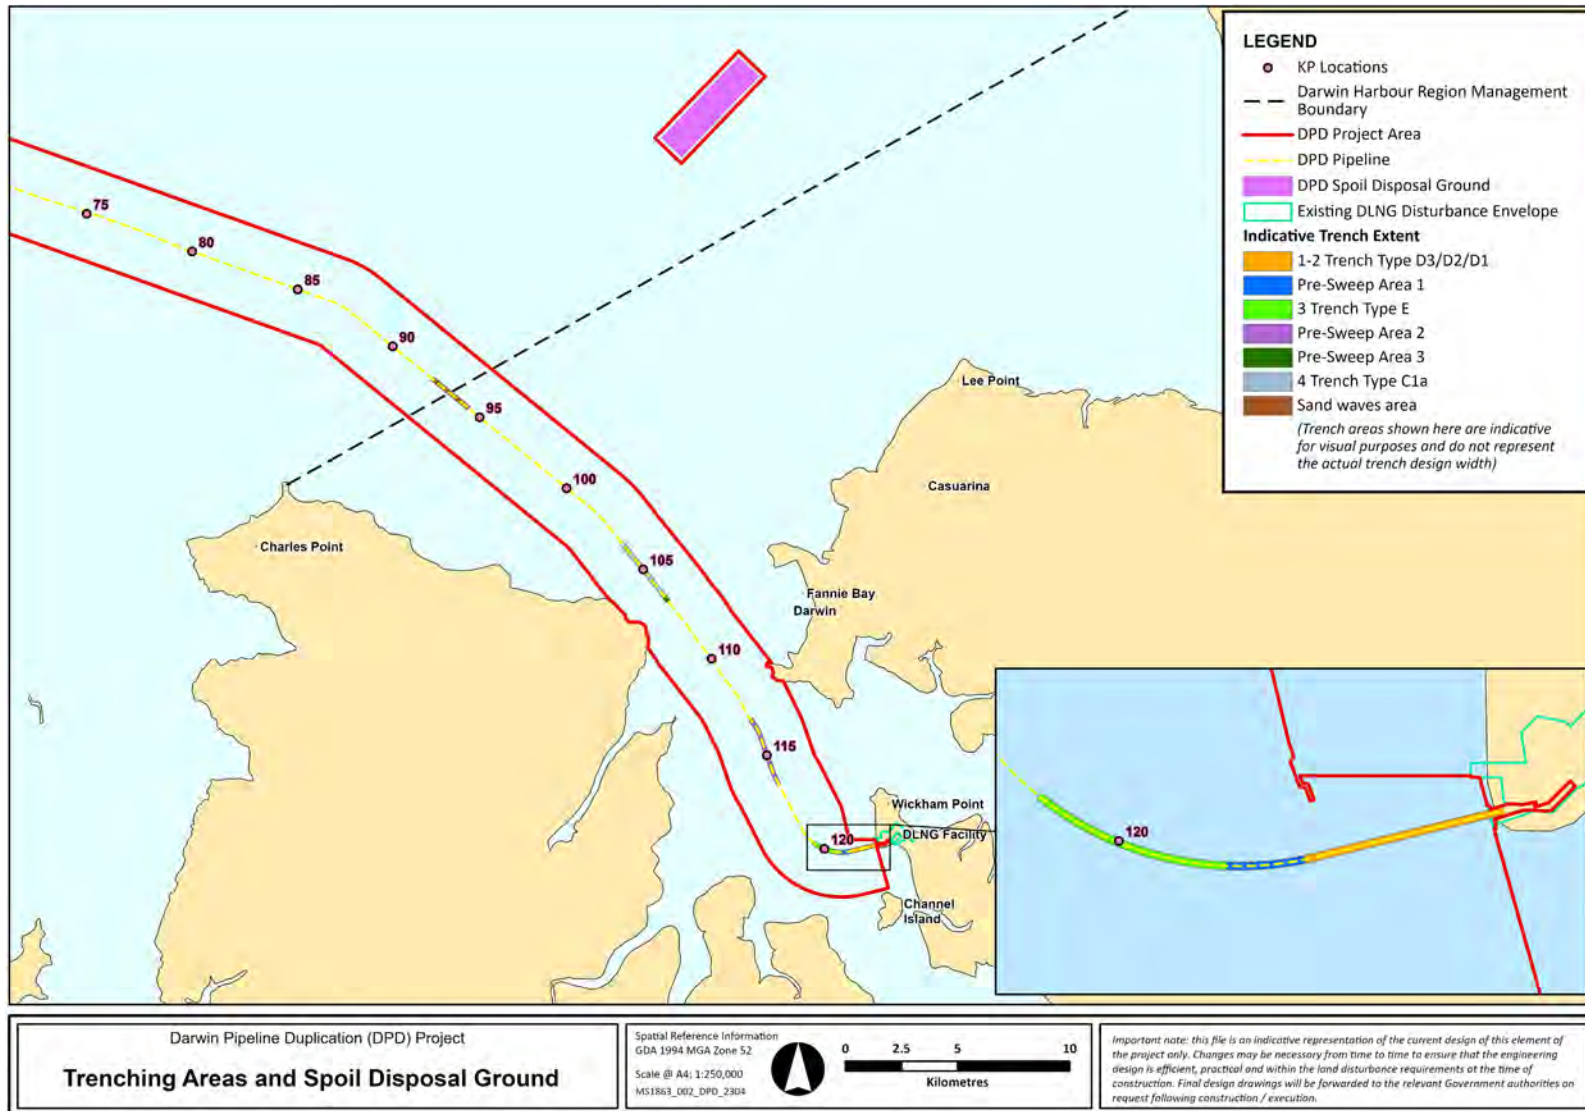 LEGEND
KP Locations
Darwin Harbour Region Management
Boundary
DPD Project Area
DPD Pipeline
DPD Spoil Disposal Ground
Existing DLNG Disturbance Envelope
Indicative Trench Extent
1-2 Trench Type D3/D2/D1
Pre-Sweep Area 1
3 Trench Type E
Pre-Sweep Area 2
Pre-Sweep Area 3
4 Trench Type C1a
Sand waves area
(Trench areas shown here are indicative
for visual purposes and do not represent
the actual trench design width)
75
80
85
90
95
100
105
110
115
120
Lee Point
Casuarina
Charles Point
Fannie Bay
Darwin
Wickham Point
DLNG Facility
Channel
Island
120
Darwin Pipeline Duplication (DPD) Project
Trenching Areas and Spoil Disposal Ground
Spatial Reference Information
GDA 1994 MGA Zone 52
Scale @ A4: 1:250,000
MS1863_002_DPD_2304
0 2.5 5 10
Kilometres
Important note: this file is an indicative representation of the current design of this element of
the project only. Changes may be necessary from time to time to ensure that the engineering
design is efficient, practical and within the land disturbance requirements at the time of
construction. Final design drawings will be forwarded to the relevant Government authorities on
request following construction / execution.